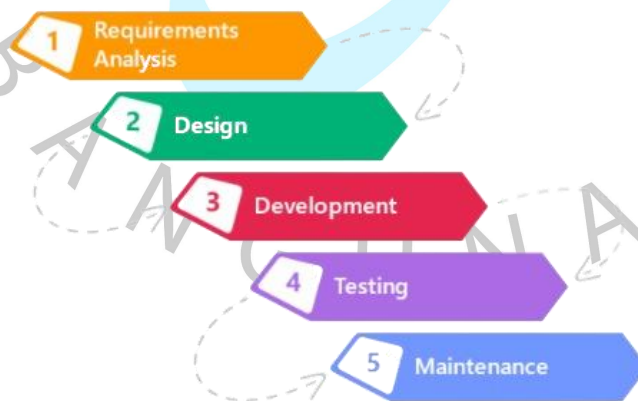 1
Requirements
Analysis
2
Design
3
Development
4
Testing
5
Maintenance